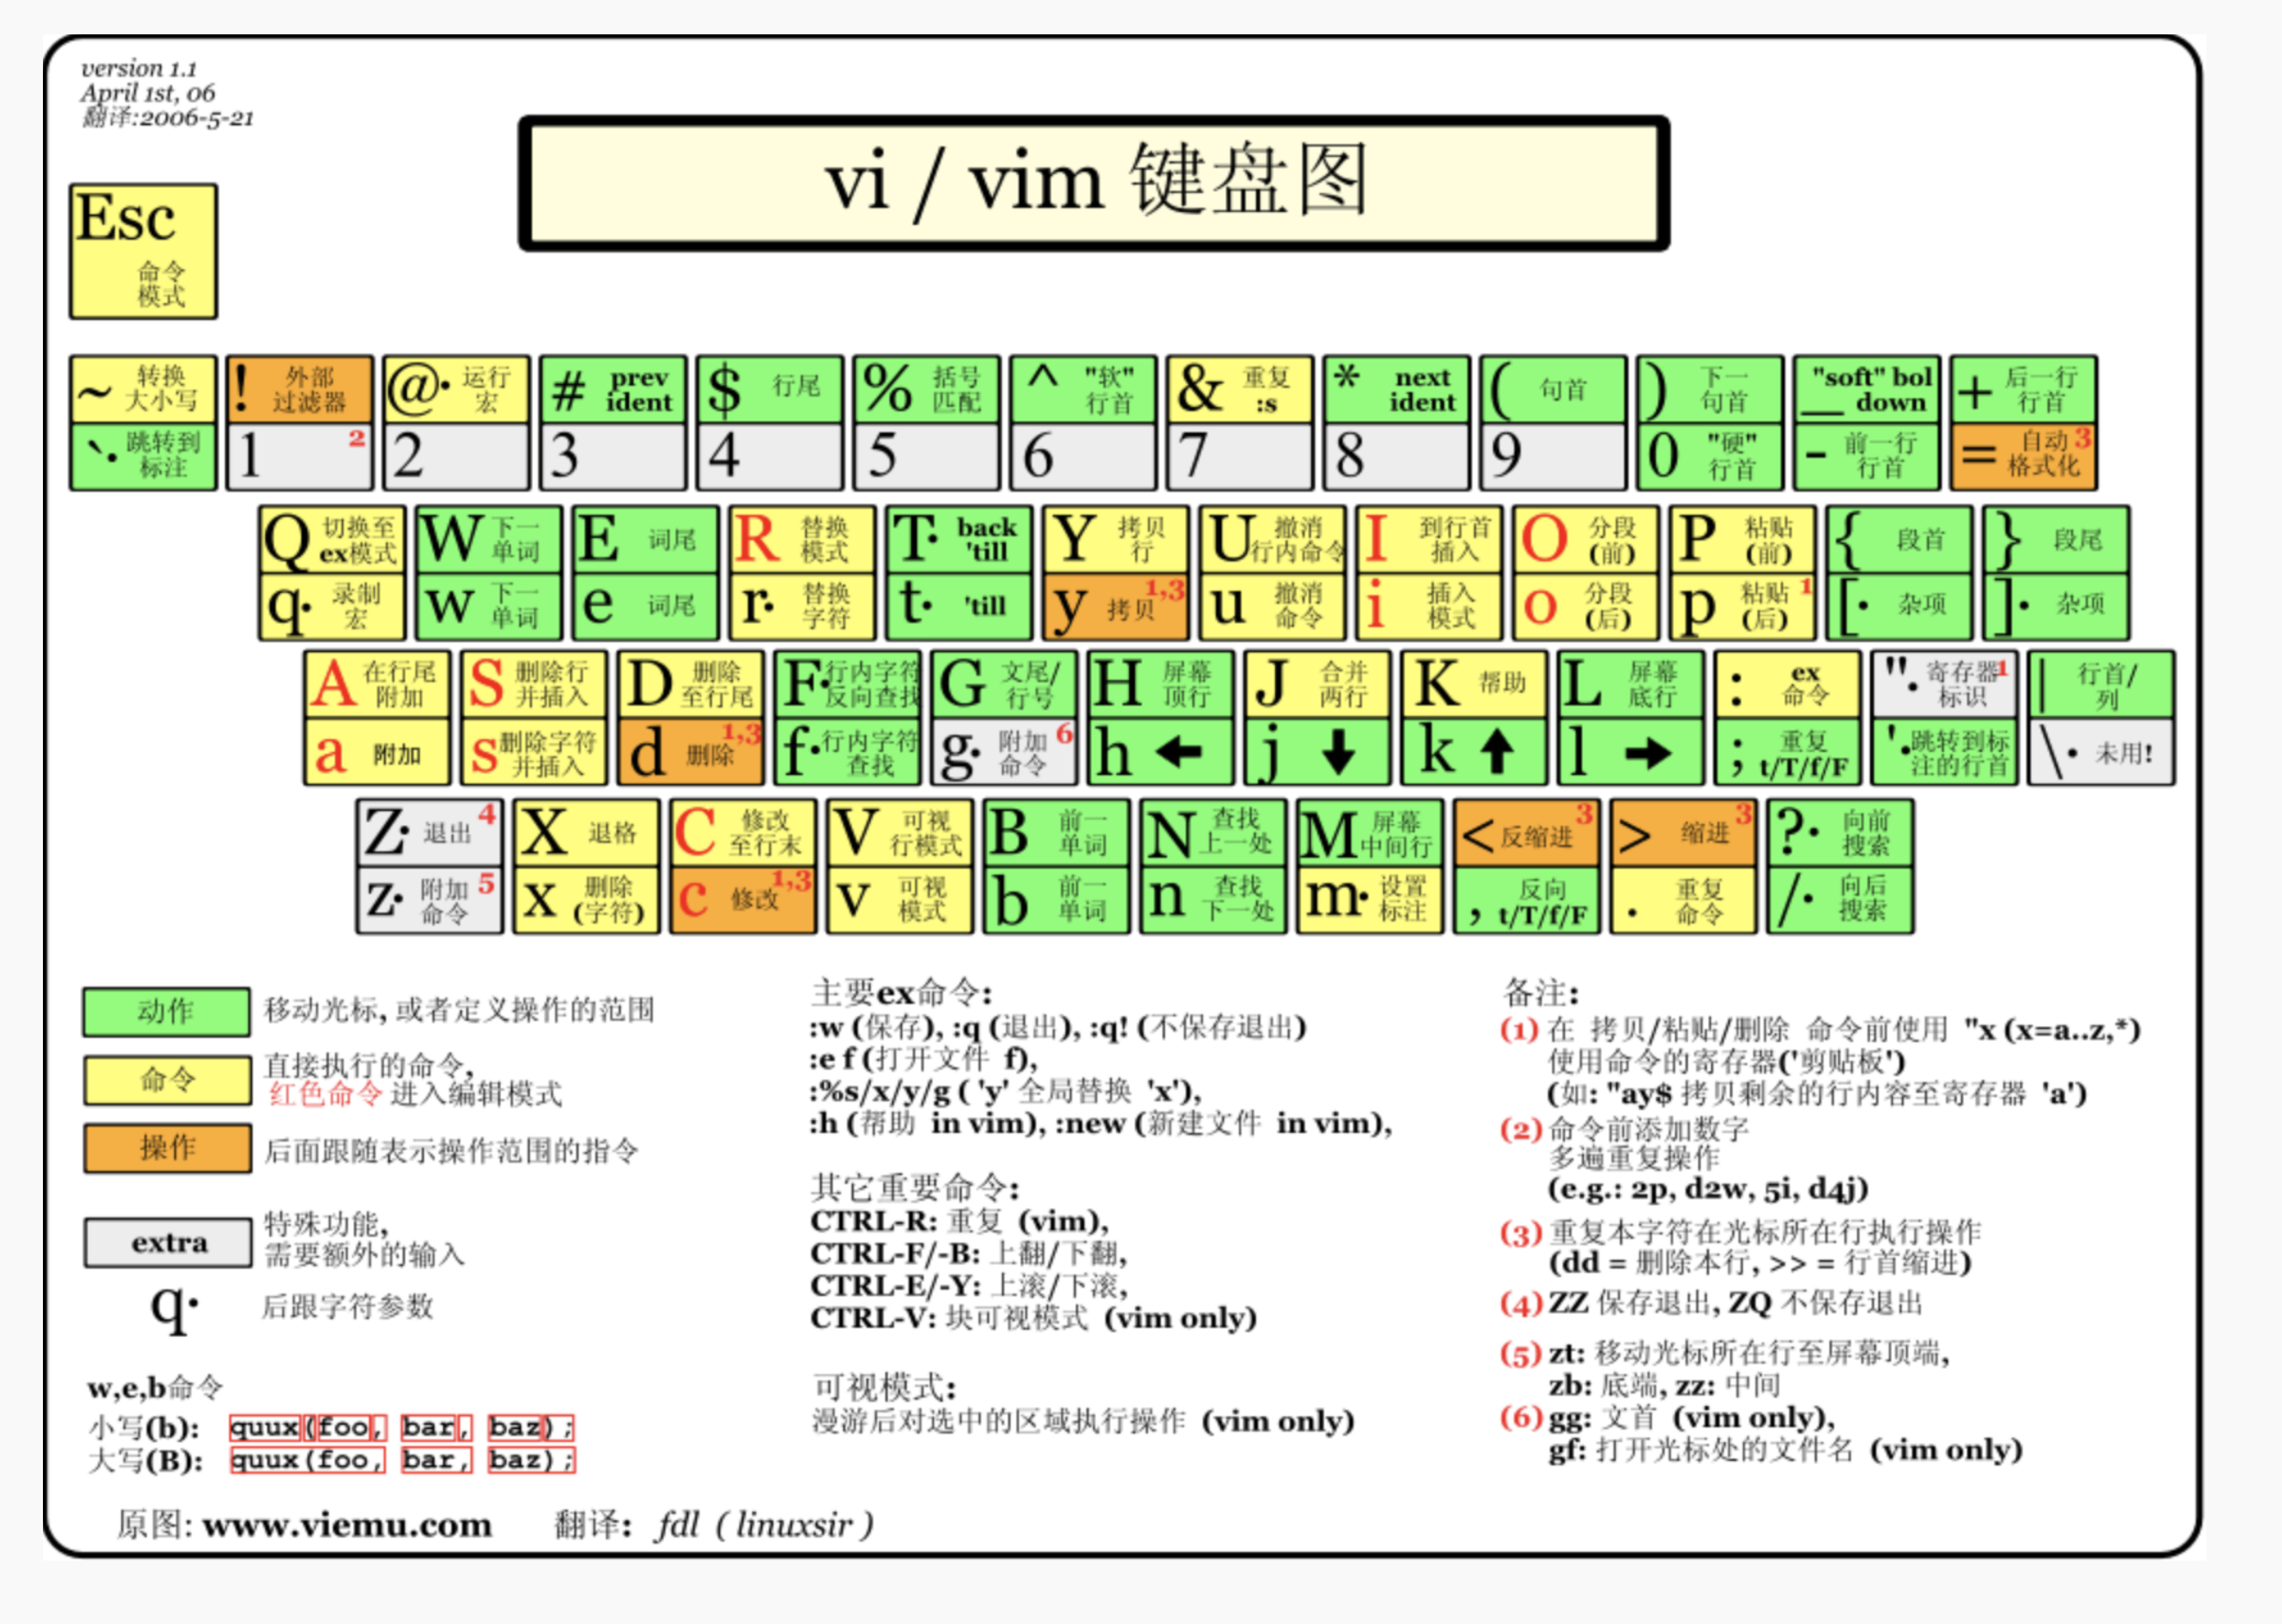 version 1.1
April 1st, 06
翻译:2006-5-21
vi / vim 键盘图
Esc
命令
模式
~ 转换
大小写
! 外部
过滤器
@· 运行
宏
# prev
ident
$ 行尾
% 括号
匹配
^ "软"
行首
& 重复
:s
* next
ident
( 句首
) 下一
句首
"soft" bol
_ down
+ 后一行
行首
`· 跳转到
标注
1 2
2
3
4
5
6
7
8
9
0 "硬"
行首
- 前一行
行首
= 自动 3
格式化
Q 切换至
ex模式
W 下一
单词
E 词尾
R 替换
模式
T· back
'till
Y 拷贝
行
U 撤消
行内命令
I 到行首
插入
O 分段
(前)
P 粘贴
(前)
{ 段首
} 段尾
q· 录制
宏
w 下一
单词
e 词尾
r· 替换
字符
t· 'till
y 拷贝 1,3
u 撤消
命令
i 插入
模式
o 分段
(后)
p 粘贴 1
(后)
[· 杂项
]· 杂项
A 在行尾
附加
S 删除行
并插入
D 删除
至行尾
F· 行内字符
反向查找
G 文尾/
行号
H 屏幕
顶行
J 合并
两行
K 帮助
L 屏幕
底行
: ex
命令
"· 寄存器 1
标识
| 行首/
列
a 附加
s 删除字符
并插入
d 删除 1,3
f· 行内字符
查找
g· 附加 6
命令
h ←
j ↓
k ↑
l →
; 重复
t/T/f/F
'· 跳转到标
注的行首
\· 未用!
Z· 退出 4
X 退格
C 修改
至行末
V 可视
行模式
B 前一
单词
N 查找
上一处
M 屏幕
中间行
< 反缩进 3
> 缩进 3
?· 向前
搜索
z· 附加 5
命令
x 删除
(字符)
c 修改 1,3
v 可视
模式
b 前一
单词
n 查找
下一处
m· 设置
标注
, 反向
t/T/f/F
. 重复
命令
/· 向后
搜索
动作 移动光标, 或者定义操作的范围
命令 直接执行的命令,
红色命令 进入编辑模式
操作 后面跟随表示操作范围的指令
extra 特殊功能,
需要额外的输入
q· 后跟字符参数
w,e,b命令
小写(b): quux(foo, bar, baz);
大写(B): quux(foo, bar, baz);
主要ex命令:
:w (保存), :q (退出), :q! (不保存退出)
:e f (打开文件 f),
:%s/x/y/g ( 'y' 全局替换 'x'),
:h (帮助 in vim), :new (新建文件 in vim),
其它重要命令:
CTRL-R: 重复 (vim),
CTRL-F/-B: 上翻/下翻,
CTRL-E/-Y: 上滚/下滚,
CTRL-V: 块可视模式 (vim only)
可视模式:
漫游后对选中的区域执行操作 (vim only)
备注:
(1) 在 拷贝/粘贴/删除 命令前使用 "x (x=a..z,*)
使用命令的寄存器('剪贴板')
(如: "ay$ 拷贝剩余的行内容至寄存器 'a')
(2) 命令前添加数字
多遍重复操作
(e.g.: 2p, d2w, 5i, d4j)
(3) 重复本字符在光标所在行执行操作
(dd = 删除本行, >> = 行首缩进)
(4) ZZ 保存退出, ZQ 不保存退出
(5) zt: 移动光标所在行至屏幕顶端,
zb: 底端, zz: 中间
(6) gg: 文首 (vim only),
gf: 打开光标处的文件名 (vim only)
原图: www.viemu.com 翻译: fdl ( linuxsir )